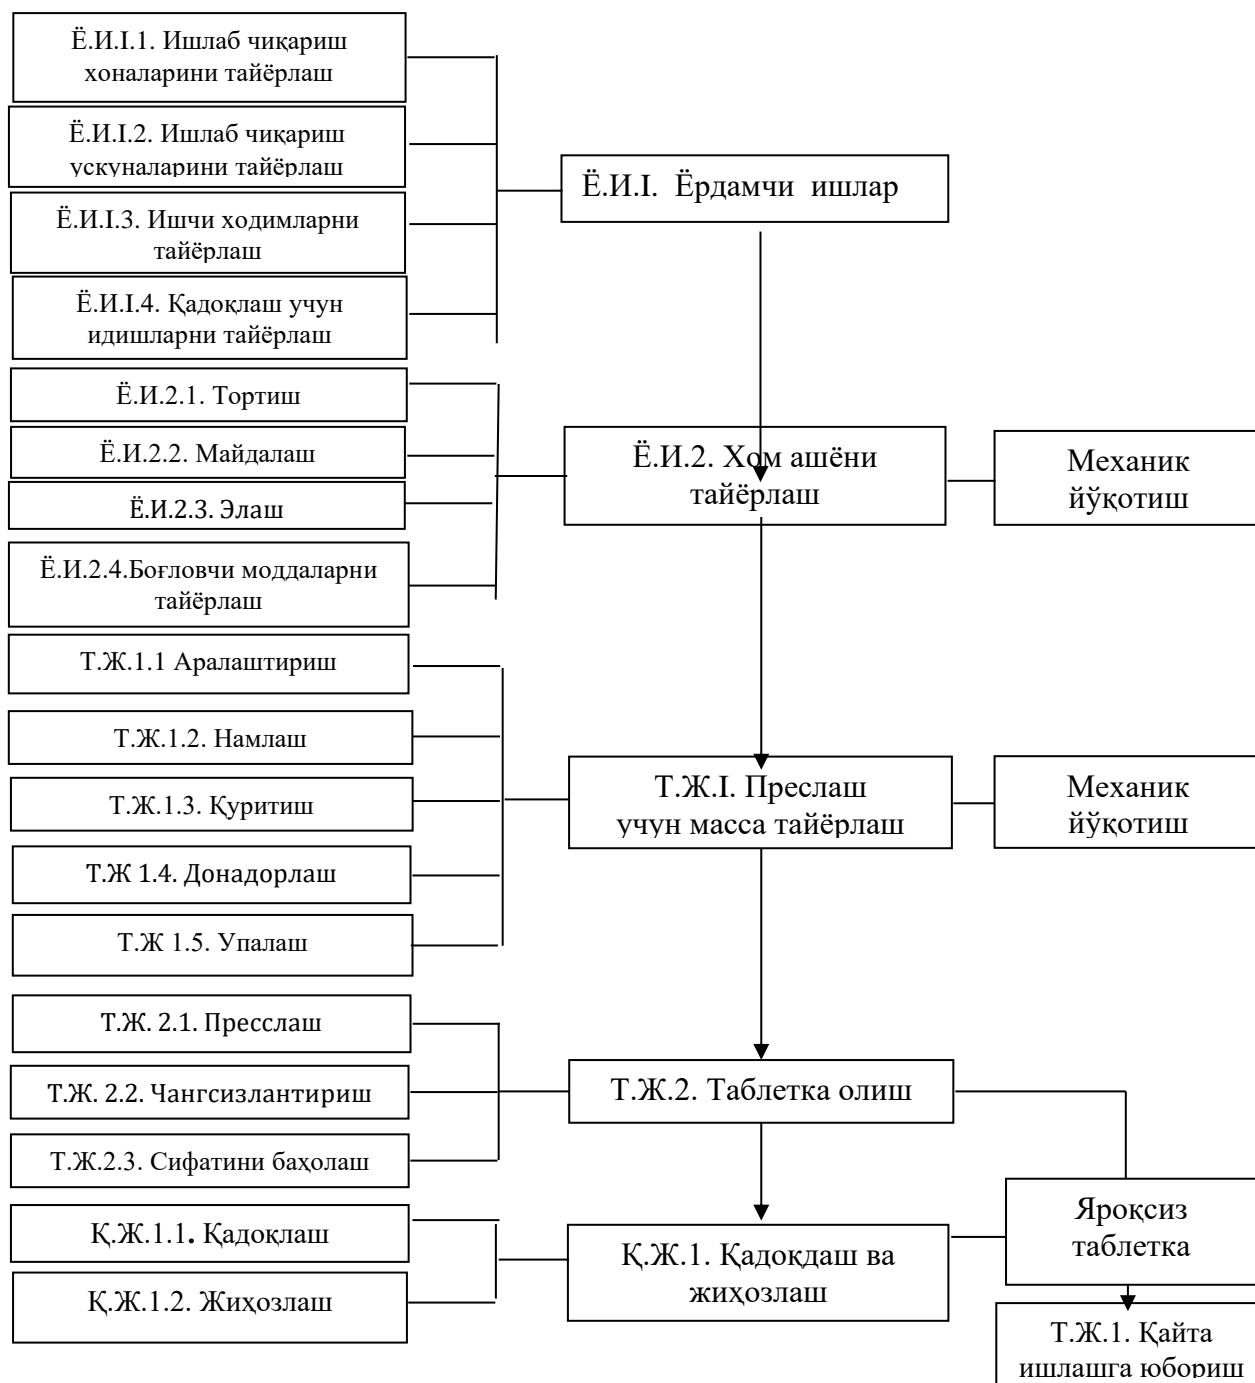 Ё.И.I.1. Ишлаб чиқариш
хоналарини тайёрлаш
Ё.И.I.2. Ишлаб чиқариш
ускуналарини тайёрлаш
Ё.И.I. Ёрдамчи ишлар
Ё.И.I.3. Ишчи ходимларни
тайёрлаш
Ё.И.I.4. Қадоқлаш учун
идишларни тайёрлаш
Ё.И.2.1. Тортиш
Ё.И.2.2. Майдалаш
Ё.И.2. Хом ашёни
тайёрлаш
Механик
йўқотиш
Ё.И.2.3. Элаш
Ё.И.2.4.Боғловчи моддаларни
тайёрлаш
Т.Ж.1.1 Аралаштириш
Т.Ж.1.2. Намлаш
Т.Ж.1.3. Қуритиш
Т.Ж.I. Преслаш
учун масса тайёрлаш
Механик
йўқотиш
Т.Ж 1.4. Донадорлаш
Т.Ж 1.5. Упалаш
Т.Ж. 2.1. Пресслаш
Т.Ж. 2.2. Чангсизлантириш
Т.Ж.2. Таблетка олиш
Т.Ж.2.3. Сифатини баҳолаш
Қ.Ж.1.1. Қадоқлаш
Қ.Ж.1. Қадоқдаш ва
жиҳозлаш
Яроқсиз
таблетка
Қ.Ж.1.2. Жиҳозлаш
Т.Ж.1. Қайта
ишлашга юбориш